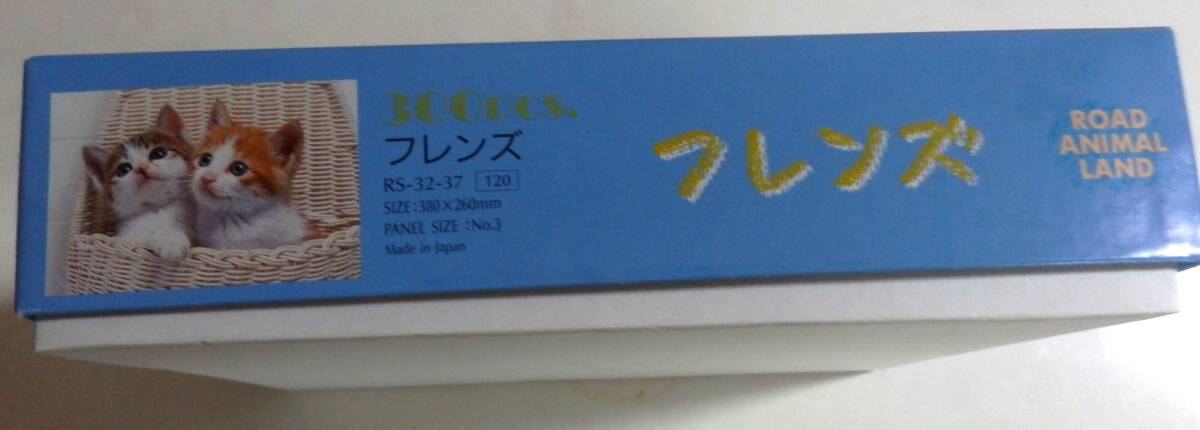 300PCS.
フレンズ
RS-32-37 120
SIZE:380×260mm
PANEL SIZE :No.3
Made in Japan
フレンズ
ROAD
ANIMAL
LAND